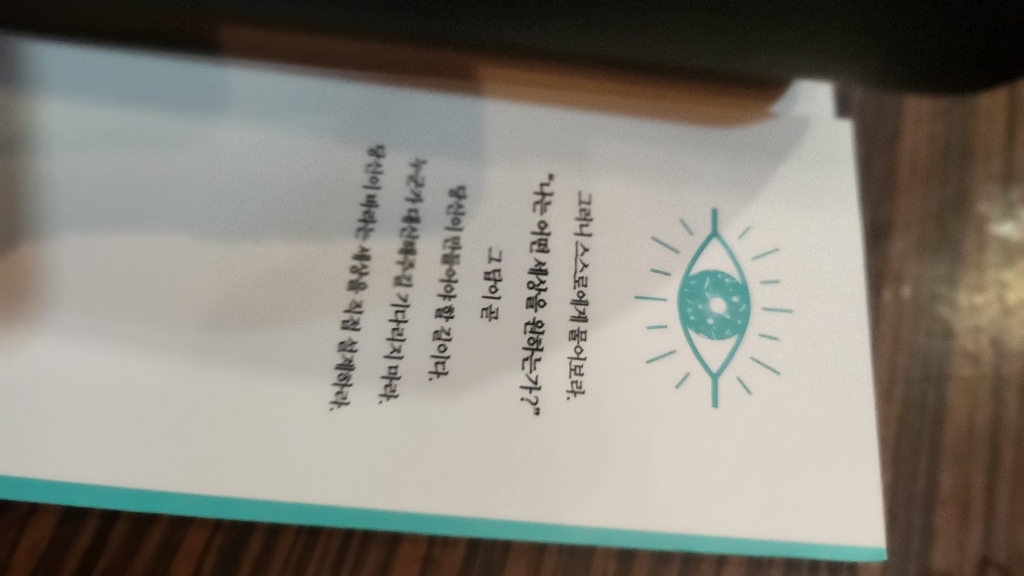 그러니 스스로에게 물어보라.
"나는 어떤 세상을 원하는가?"
그 답이 곧
당신이 만들어야 할 길이다.
누군가 대신해주길 기다리지 마라.
당신이 바라는 세상을 직접 설계하라.